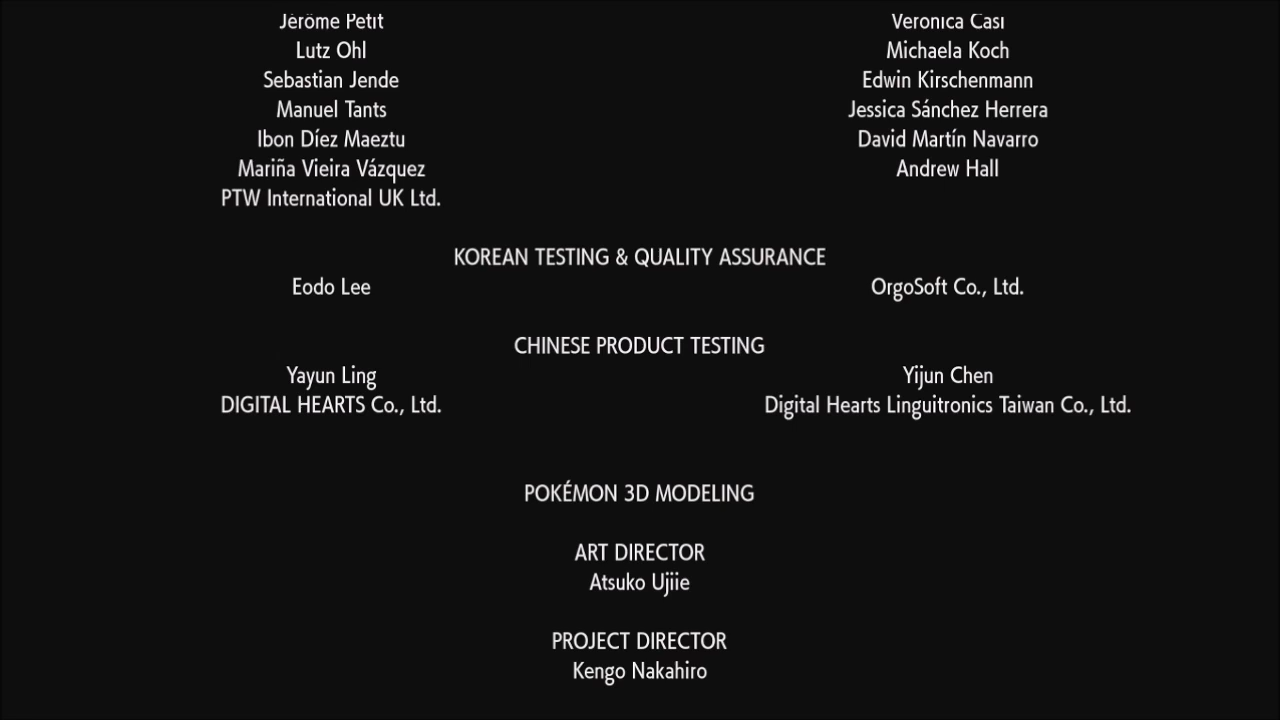 Jérôme Petit
Veronica Casi
Lutz Ohl
Michaela Koch
Sebastian Jende
Edwin Kirschenmann
Manuel Tants
Jessica Sánchez Herrera
Ibon Díez Maeztu
David Martín Navarro
Mariña Vieira Vázquez
Andrew Hall
PTW International UK Ltd.
KOREAN TESTING & QUALITY ASSURANCE
Eodo Lee
OrgoSoft Co., Ltd.
CHINESE PRODUCT TESTING
Yayun Ling
Yijun Chen
DIGITAL HEARTS Co., Ltd.
Digital Hearts Linguitronics Taiwan Co., Ltd.
POKÉMON 3D MODELING
ART DIRECTOR
Atsuko Ujiie
PROJECT DIRECTOR
Kengo Nakahiro